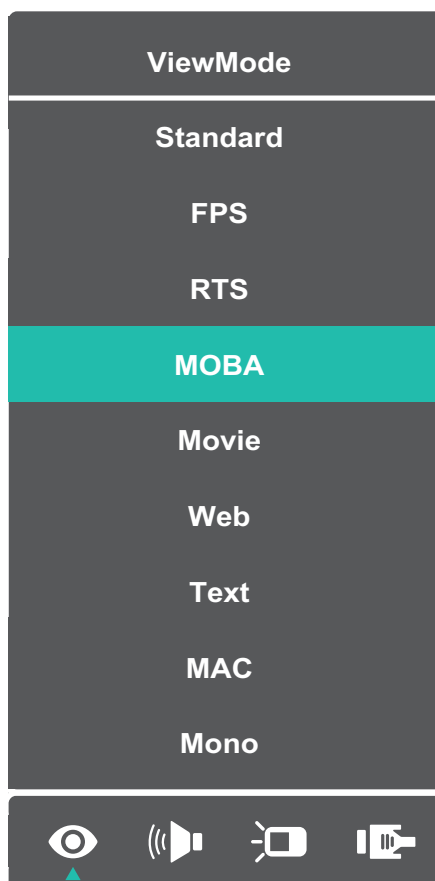 ViewMode
Standard
FPS
RTS
MOBA
Movie
Web
Text
MAC
Mono